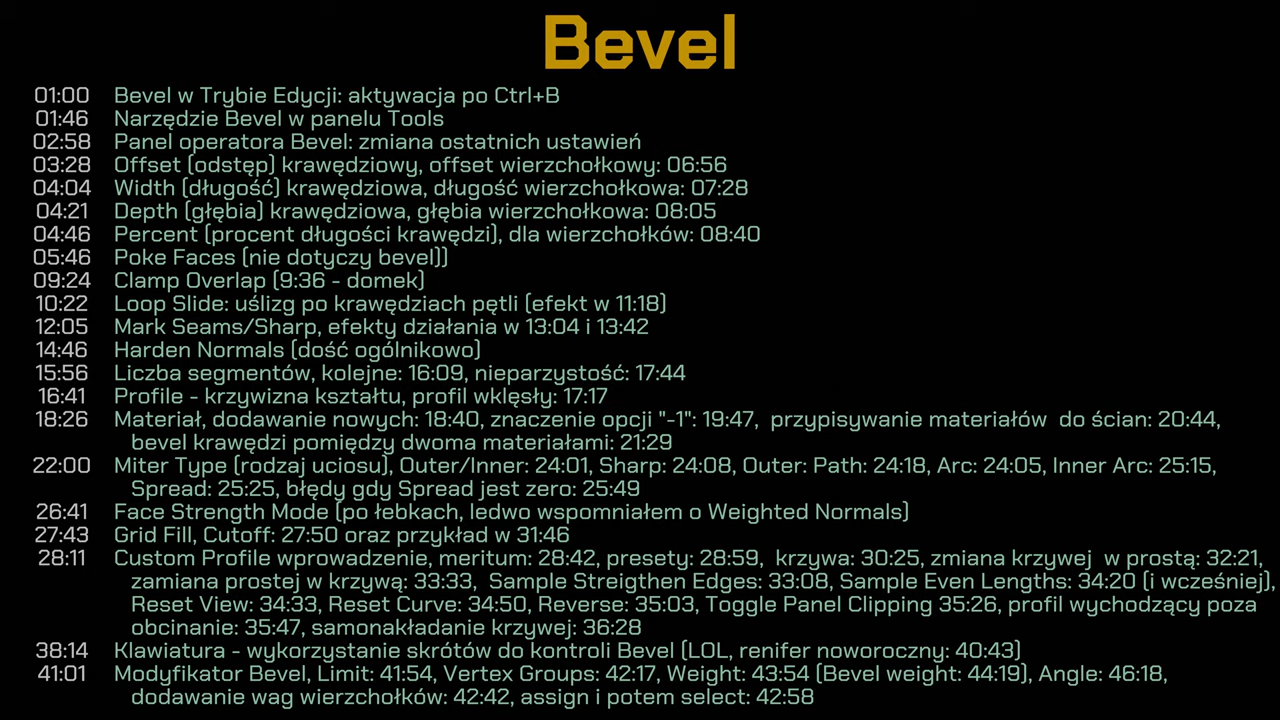 Bevel
01:00 Bevel w Trybie Edycji: aktywacja po Ctrl+B
01:46 Narzędzie Bevel w panelu Tools
02:58 Panel operatora Bevel: zmiana ostatnich ustawień
03:28 Offset (odstęp) krawędziowy, offset wierzchołkowy: 06:56
04:04 Width (długość) krawędziowa, długość wierzchołkowa: 07:28
04:21 Depth (głębia) krawędziowa, głębia wierzchołkowa: 08:05
04:46 Percent (procent długości krawędzi), dla wierzchołków: 08:40
05:46 Poke Faces (nie dotyczy bevel))
09:24 Clamp Overlap (9:36 - domek)
10:22 Loop Slide: uślizg po krawędziach pętli (efekt w 11:18)
12:05 Mark Seams/Sharp, efekty działania w 13:04 i 13:42
14:46 Harden Normals (dość ogólnikowo)
15:56 Liczba segmentów, kolejne: 16:09, nieparzystość: 17:44
16:41 Profile - krzywizna kształtu, profil wklęsły: 17:17
18:26 Materiał, dodawanie nowych: 18:40, znaczenie opcji "-1": 19:47, przypisywanie materiałów do ścian: 20:44,
bevel krawędzi pomiędzy dwoma materiałami: 21:29
22:00 Miter Type (rodzaj uciosu), Outer/Inner: 24:01, Sharp: 24:08, Outer: Path: 24:18, Arc: 24:05, Inner Arc: 25:15,
Spread: 25:25, błędy gdy Spread jest zero: 25:49
26:41 Face Strength Mode (po łebkach, ledwo wspomniałem o Weighted Normals)
27:43 Grid Fill, Cutoff: 27:50 oraz przykład w 31:46
28:11 Custom Profile wprowadzenie, meritum: 28:42, presety: 28:59, krzywa: 30:25, zmiana krzywej w prostą: 32:21,
zamiana prostej w krzywą: 33:33, Sample Streigthen Edges: 33:08, Sample Even Lengths: 34:20 (i wcześniej),
Reset View: 34:33, Reset Curve: 34:50, Reverse: 35:03, Toggle Panel Clipping 35:26, profil wychodzący poza
obcinanie: 35:47, samonakładanie krzywej: 36:28
38:14 Klawiatura - wykorzystanie skrótów do kontroli Bevel (LOL, renifer noworoczny: 40:43)
41:01 Modyfikator Bevel, Limit: 41:54, Vertex Groups: 42:17, Weight: 43:54 (Bevel weight: 44:19), Angle: 46:18,
dodawanie wag wierzchołków: 42:42, assign i potem select: 42:58